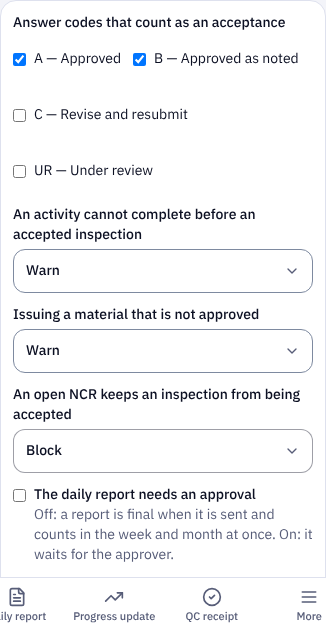 Answer codes that count as an acceptance
A — Approved B — Approved as noted
C — Revise and resubmit
UR — Under review
An activity cannot complete before an
accepted inspection
Warn
Issuing a material that is not approved
Warn
An open NCR keeps an inspection from being
accepted
Block
The daily report needs an approval
Off: a report is final when it is sent and
counts in the week and month at once. On: it
waits for the approver.
ily report Progress update QC receipt More